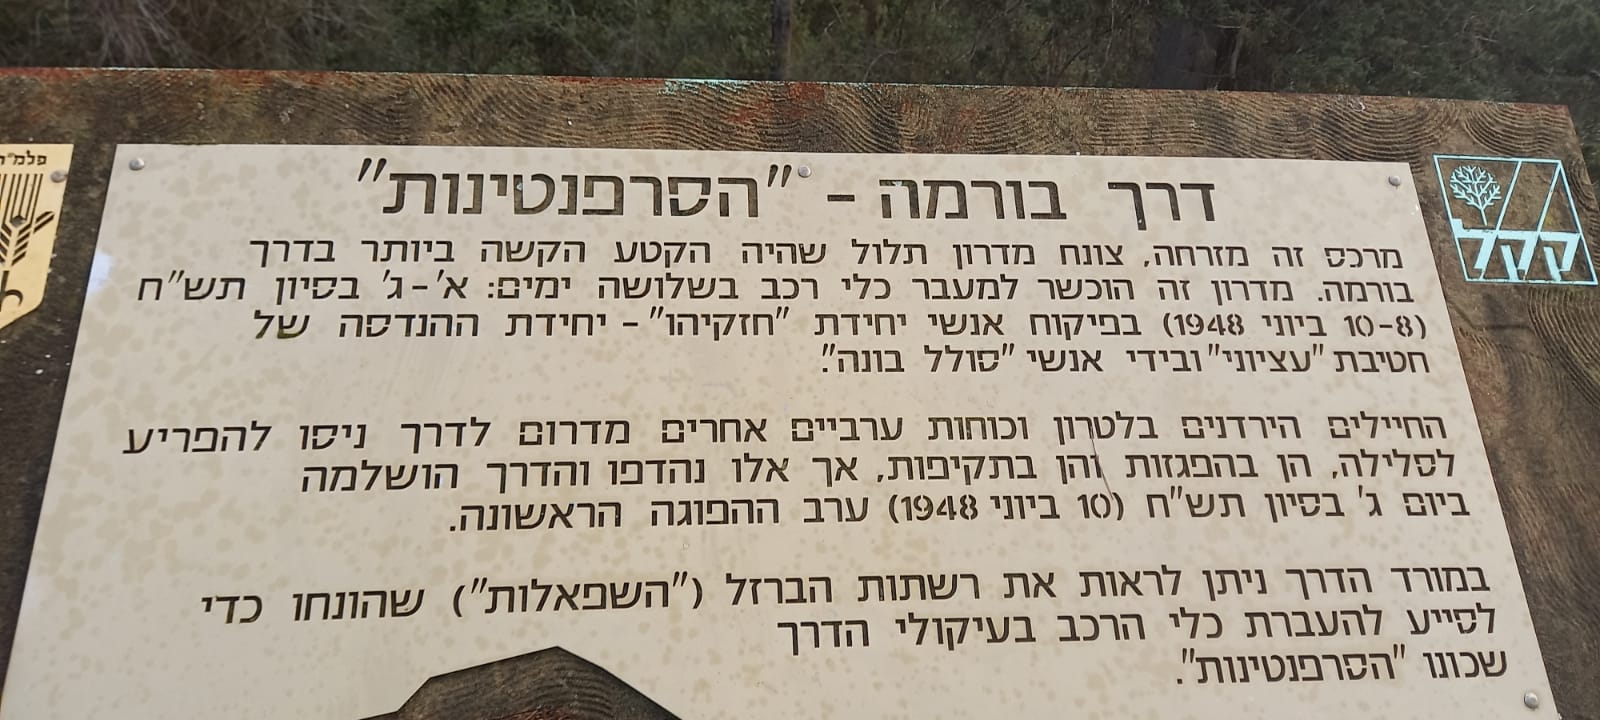 דרך בורמה - "הסרפנטינות"
מרכס זה מזרחה, צונח מדרון תלול שהיה הקטע הקשה ביותר בדרך
בורמה. מדרון זה הוכשר למעבר כלי רכב בשלושה ימים: א'-ג' בסיון תש"ח
(10-8 ביוני 1948) בפיקוח אנשי יחידת "חזקיהו" - יחידת ההנדסה של
חטיבת "עציוני" ובידי אנשי "סולל בונה".
החיילים הירדנים בלטרון וכוחות ערביים אחרים מדרום לדרך ניסו להפריע
לסלילה, הן בהפגזות והן בתקיפות, אך אלו נהדפו והדרך הושלמה
ביום ג' בסיון תש"ח (10 ביוני 1948) ערב ההפוגה הראשונה.
במורד הדרך ניתן לראות את רשתות הברזל ("השפאלות") שהונחו כדי
לסייע להעברת כלי הרכב בעיקולי הדרך
שכונו "הסרפנטינות".
קקל
פלמ"ח